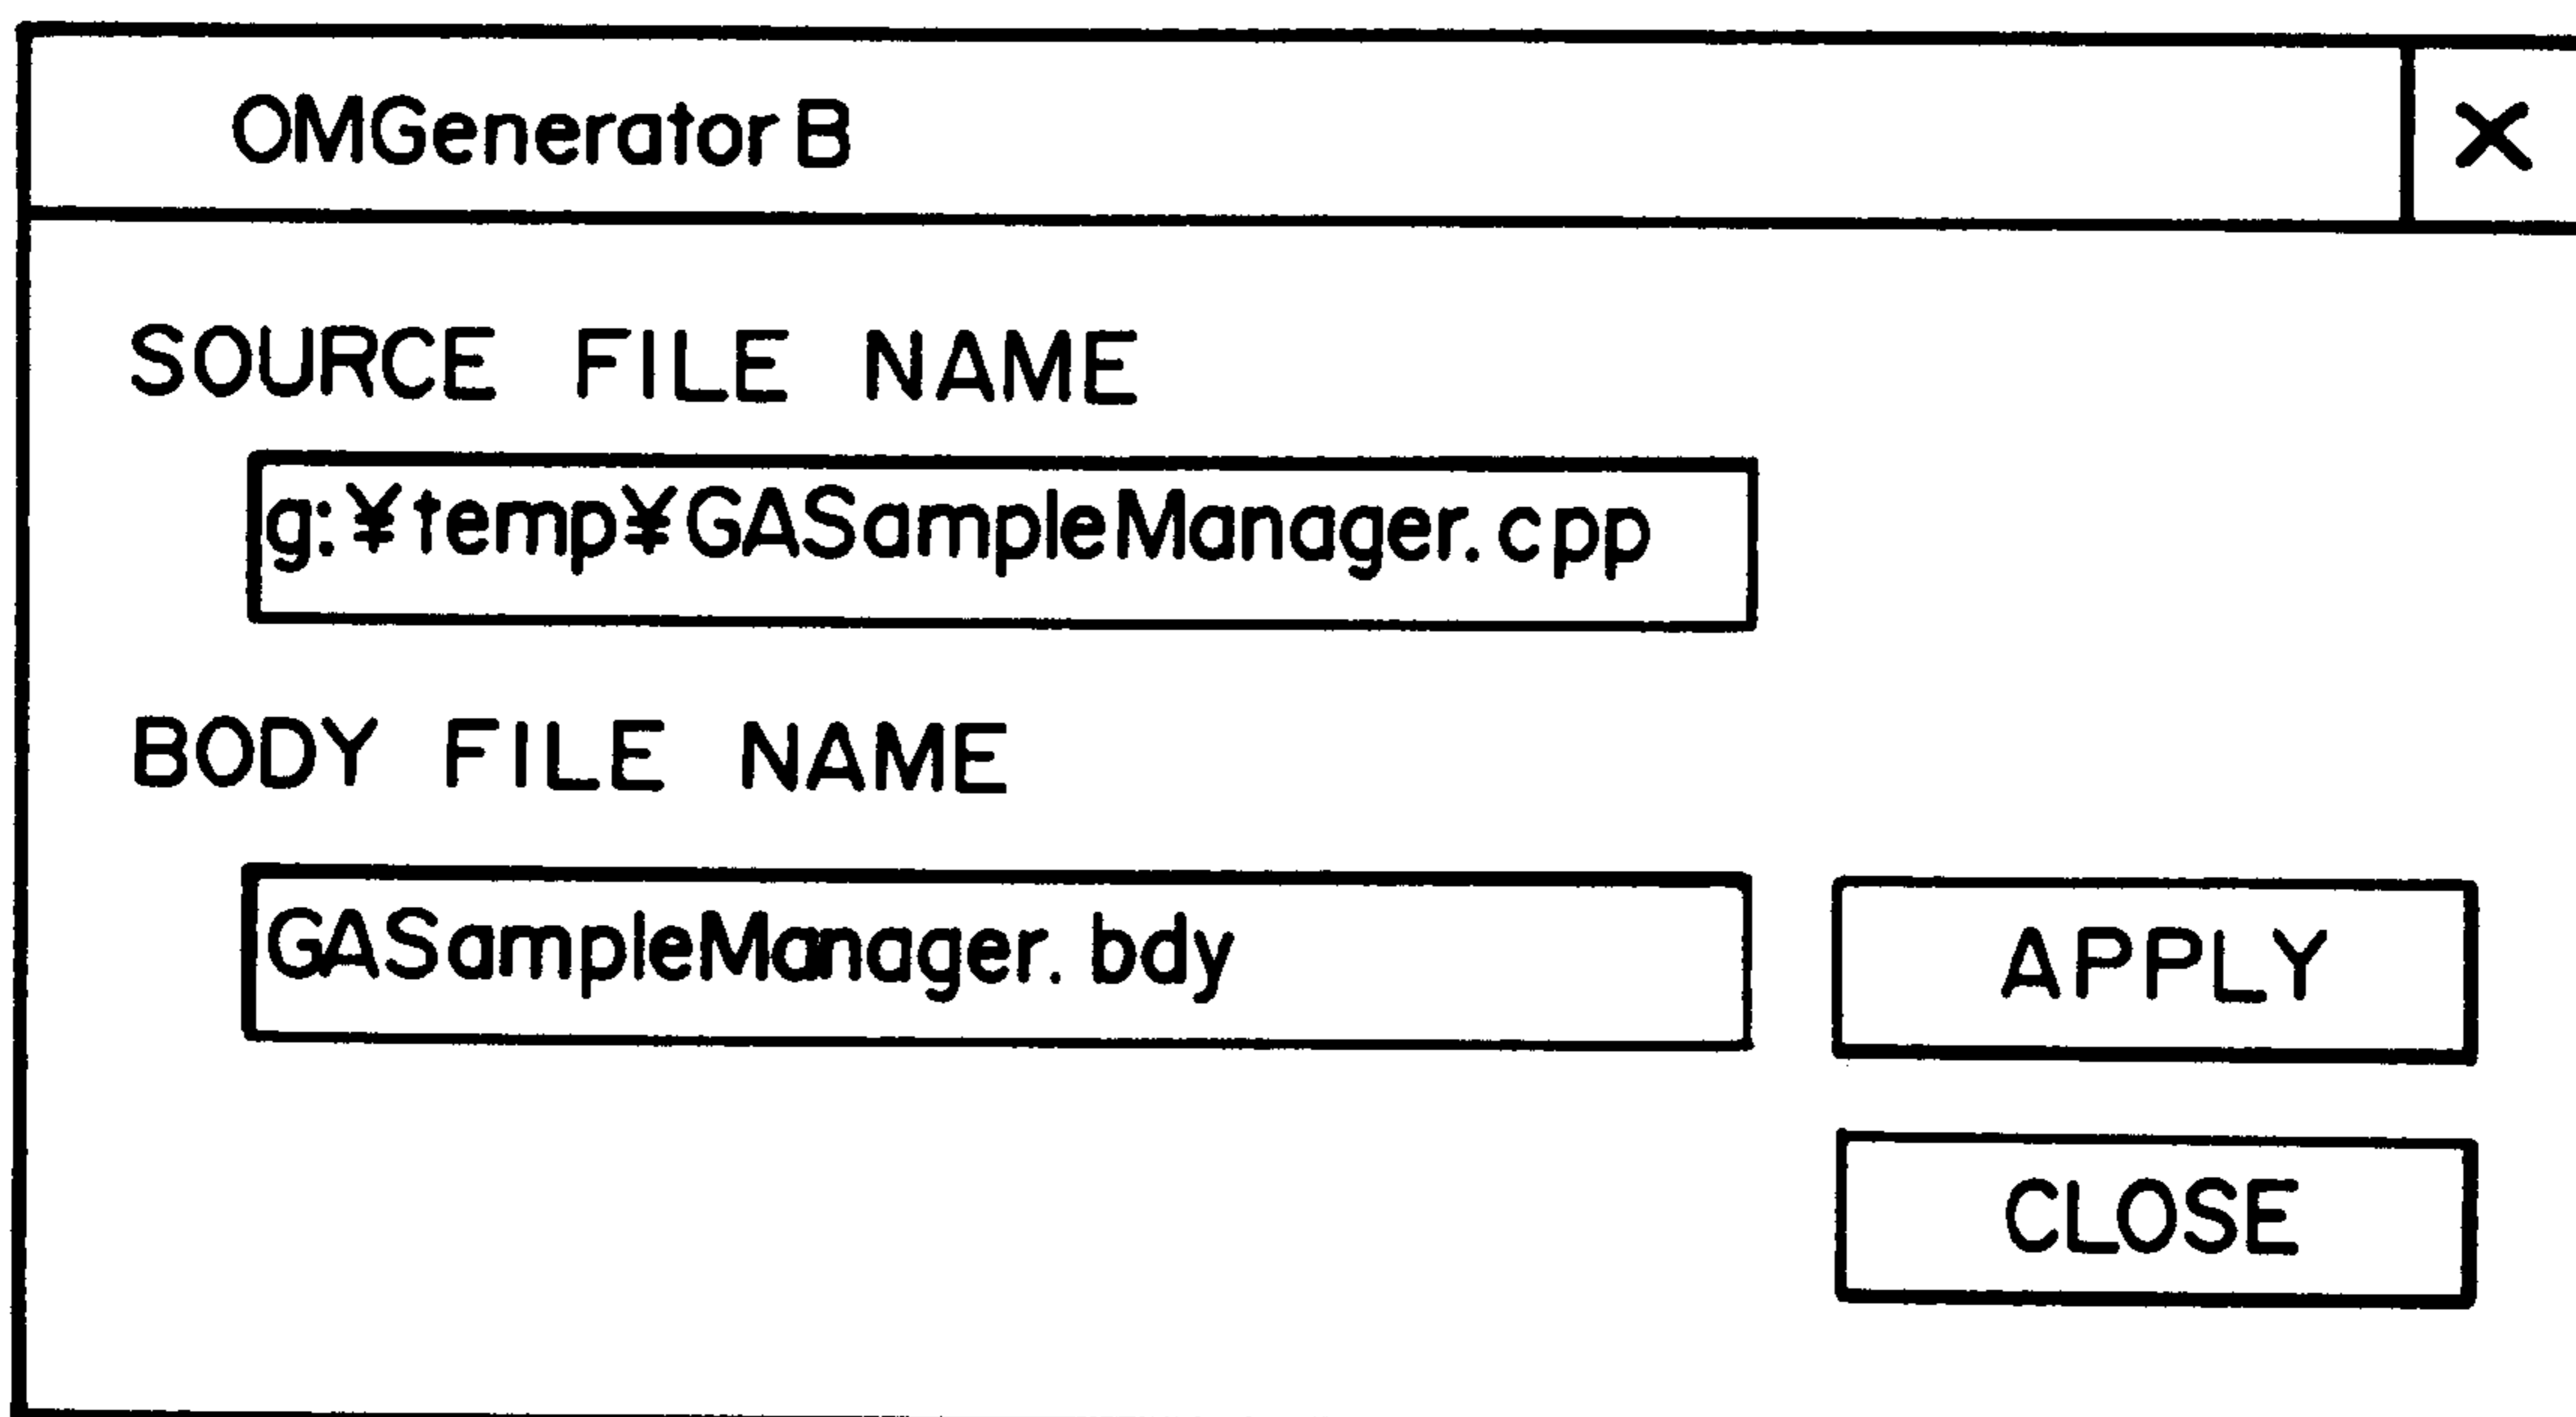 OMGenerator B
×
SOURCE FILE NAME
g:¥temp¥GASampleManager.cpp
BODY FILE NAME
GASampleManager.bdy
APPLY
CLOSE